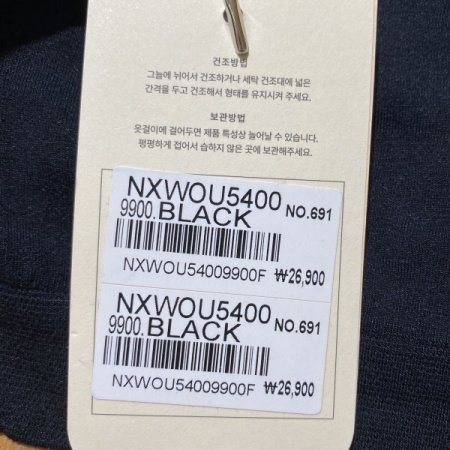 건조방법
그늘에 뉘어서 건조하거나 세탁 건조대에 넓은
간격을 두고 건조해서 형태를 유지시켜 주세요.
보관방법
옷걸이에 걸어두면 제품 특성상 늘어날 수 있습니다.
평평하게 접어서 습하지 않은 곳에 보관해주세요.
NXWOU5400 NO.691
9900.BLACK
NXWOU54009900F ₩26,900
NXWOU5400 NO.691
9900.BLACK
NXWOU54009900F ₩26,900